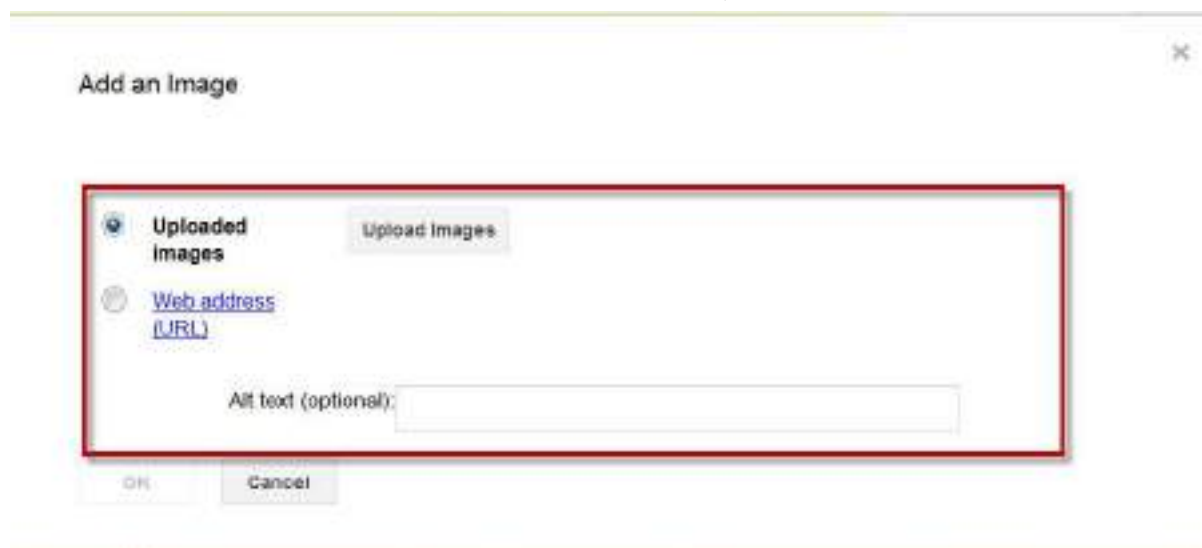 Add an Image
Uploaded
images
Upload Images
Web address
(URL)
Alt text (optional):
OK
Cancel